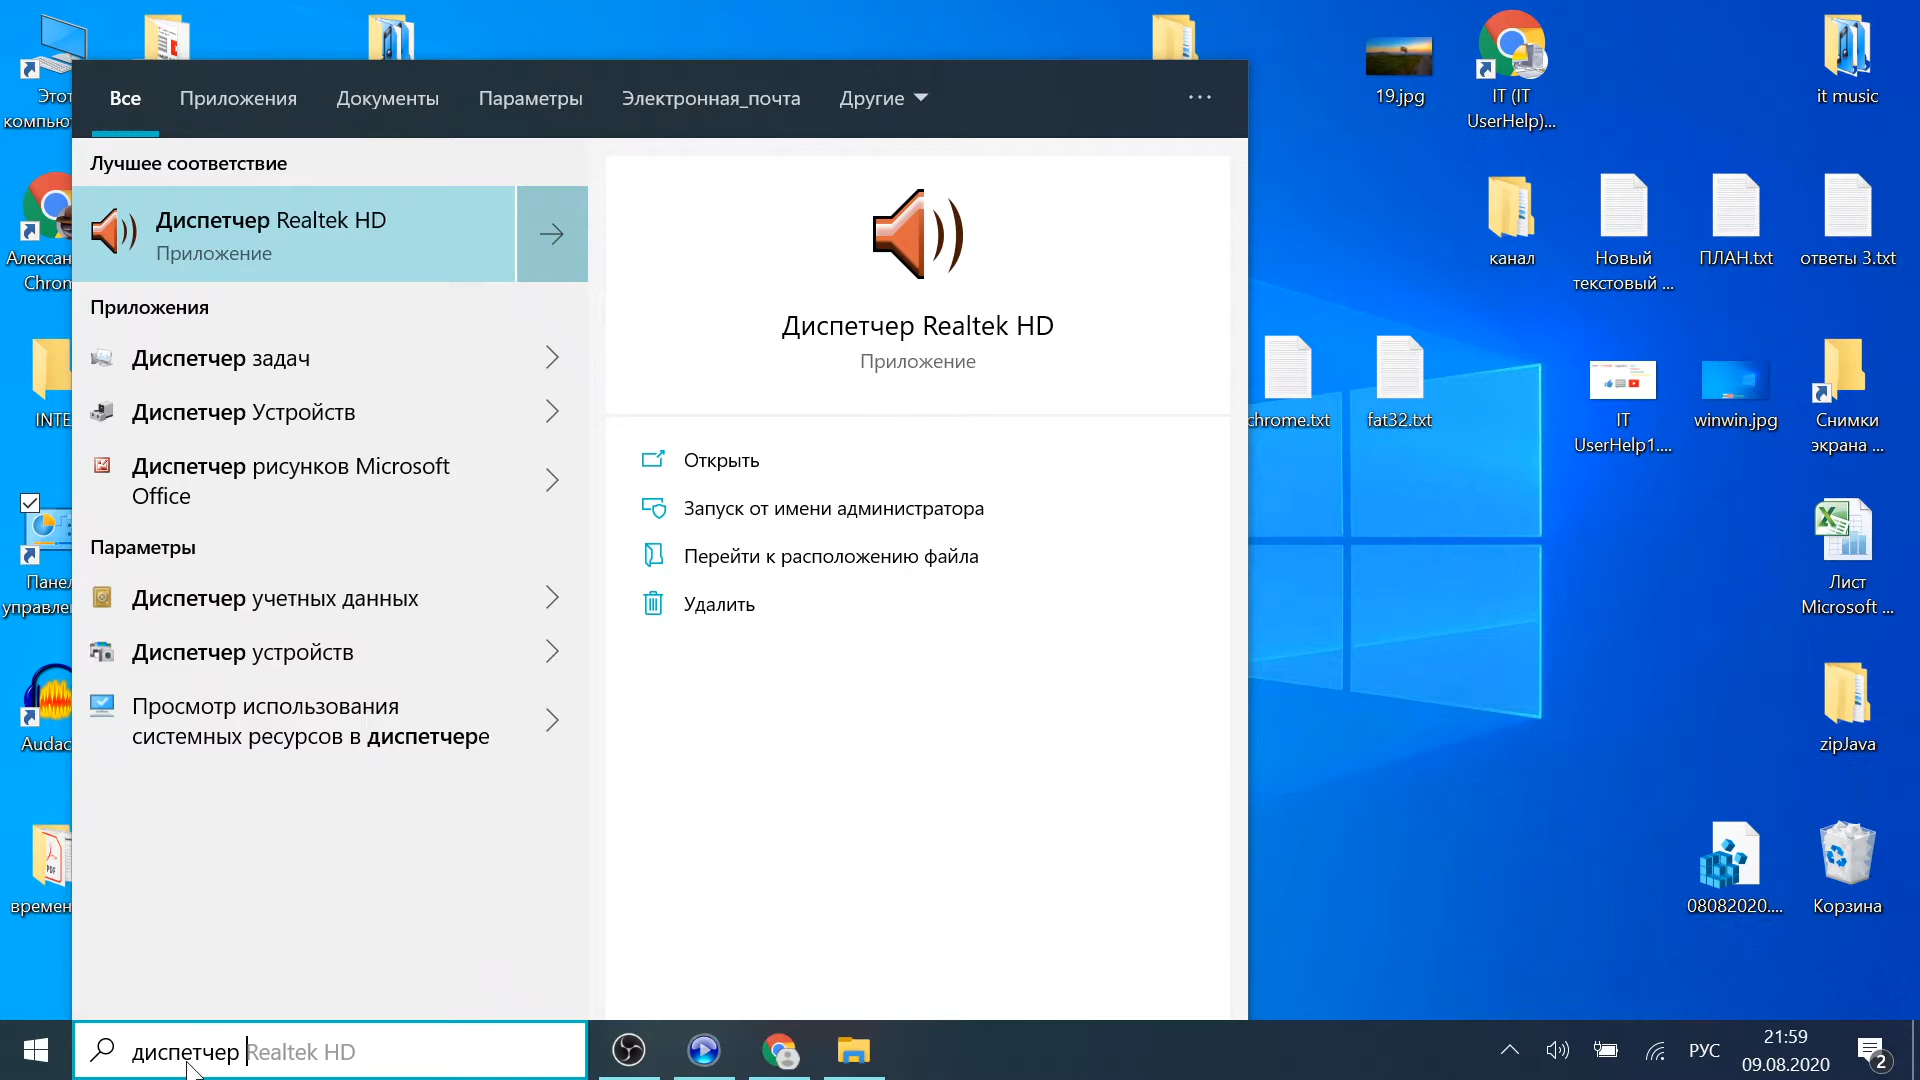 Все
Приложения
Документы
Параметры
Электронная_почта
Другие
Лучшее соответствие
Диспетчер Realtek HD
Приложение
Приложения
Диспетчер задач
Диспетчер Устройств
Диспетчер рисунков Microsoft
Office
Параметры
Диспетчер учетных данных
Диспетчер устройств
Просмотр использования
системных ресурсов в диспетчере
Диспетчер Realtek HD
Приложение
Открыть
Запуск от имени администратора
Перейти к расположению файла
Удалить
Этот
компью
Алексан
Chrom
INTE
Панел
управле
Audac
времен
19.jpg
IT (IT
UserHelp)...
it music
канал
Новый
текстовый ...
ПЛАН.txt
ответы 3.txt
chrome.txt
fat32.txt
IT
UserHelp1....
winwin.jpg
Снимки
экрана ...
Лист
Microsoft ...
zipJava
08082020....
Корзина
диспетчер Realtek HD
РУС
21:59
09.08.2020
2